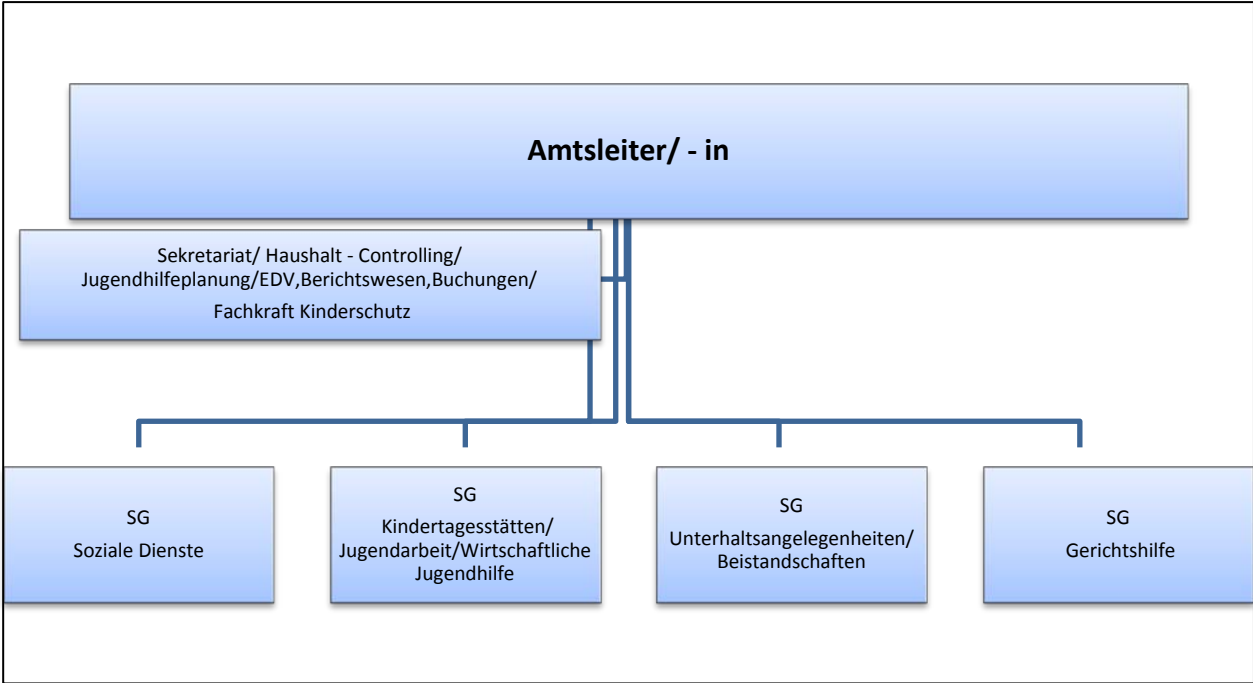 Amtsleiter/ - in
Sekretariat/ Haushalt - Controlling/
Jugendhilfeplanung/EDV,Berichtswesen,Buchungen/
Fachkraft Kinderschutz
SG
Soziale Dienste
SG
Kindertagesstätten/
Jugendarbeit/Wirtschaftliche
Jugendhilfe
SG
Unterhaltsangelegenheiten/
Beistandschaften
SG
Gerichtshilfe